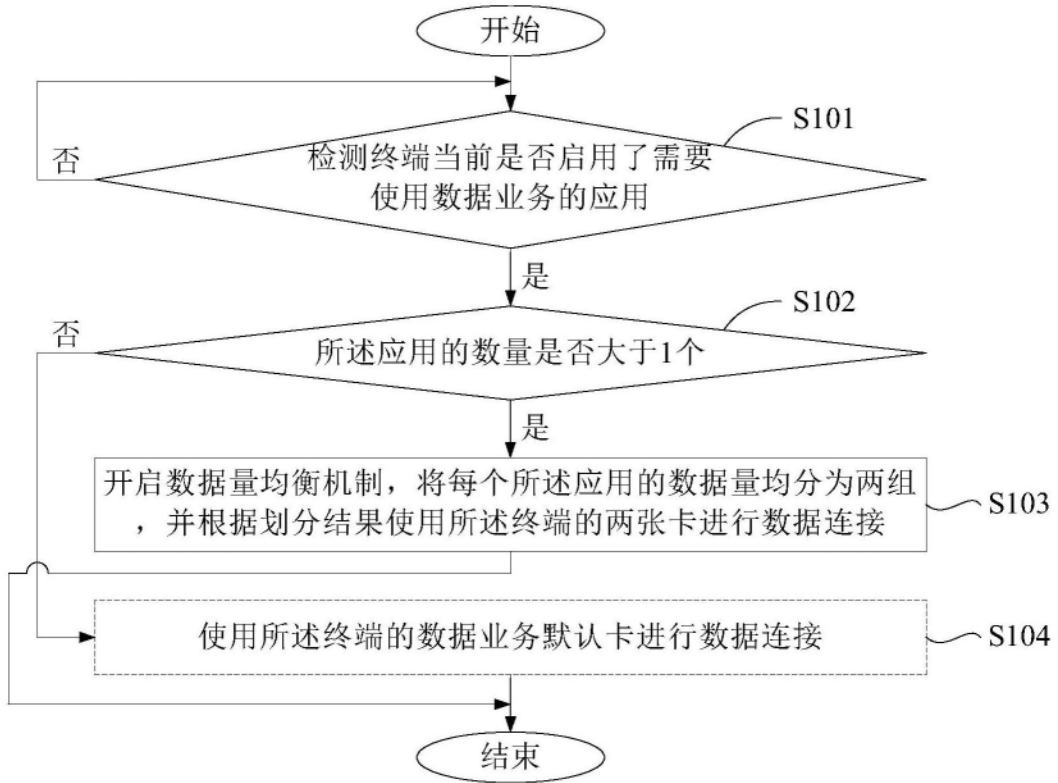 开始
S101
否
检测终端当前是否启用了需要
使用数据业务的应用
是
S102
否
所述应用的数量是否大于1个
是
开启数据量均衡机制，将每个所述应用的数据量均分为两组
，并根据划分结果使用所述终端的两张卡进行数据连接
S103
使用所述终端的数据业务默认卡进行数据连接
S104
结束